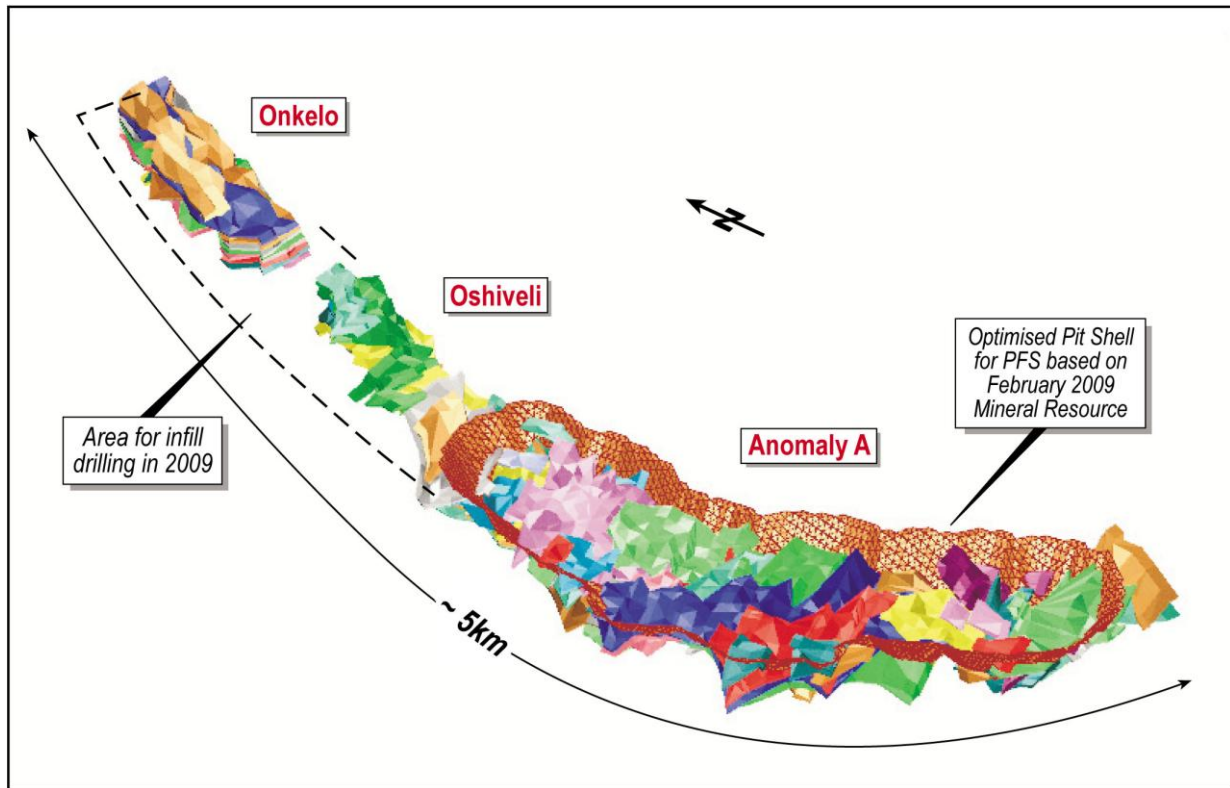 Onkelo
N
Oshiveli
Optimised Pit Shell
for PFS based on
February 2009
Mineral Resource
Area for infill
drilling in 2009
Anomaly A
~ 5km